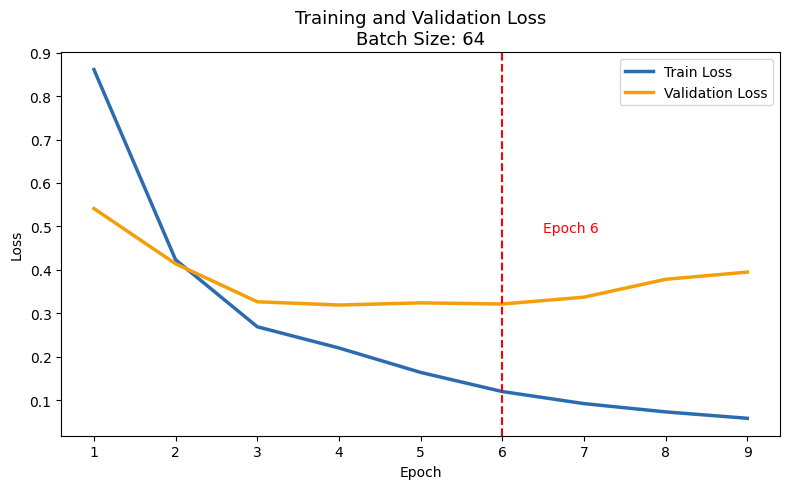 Training and Validation Loss
Batch Size: 64
Train Loss
Validation Loss
Epoch 6
Loss
0.9
0.8
0.7
0.6
0.5
0.4
0.3
0.2
0.1
1 2 3 4 5 6 7 8 9
Epoch